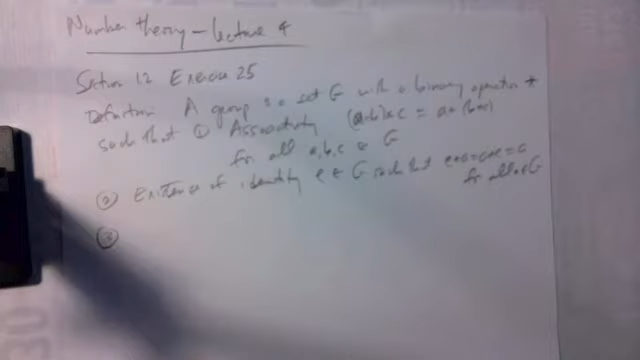 Number theory – Lecture 4
Section 1.2 Exercise 25
Definition A group is a set G with a binary operation *
such that ① Associativity (a*b)*c = a*(b*c)
for all a, b, c ∈ G
② Existence of identity e ∈ G such that e*a=a*e=a
for all a∈G
③